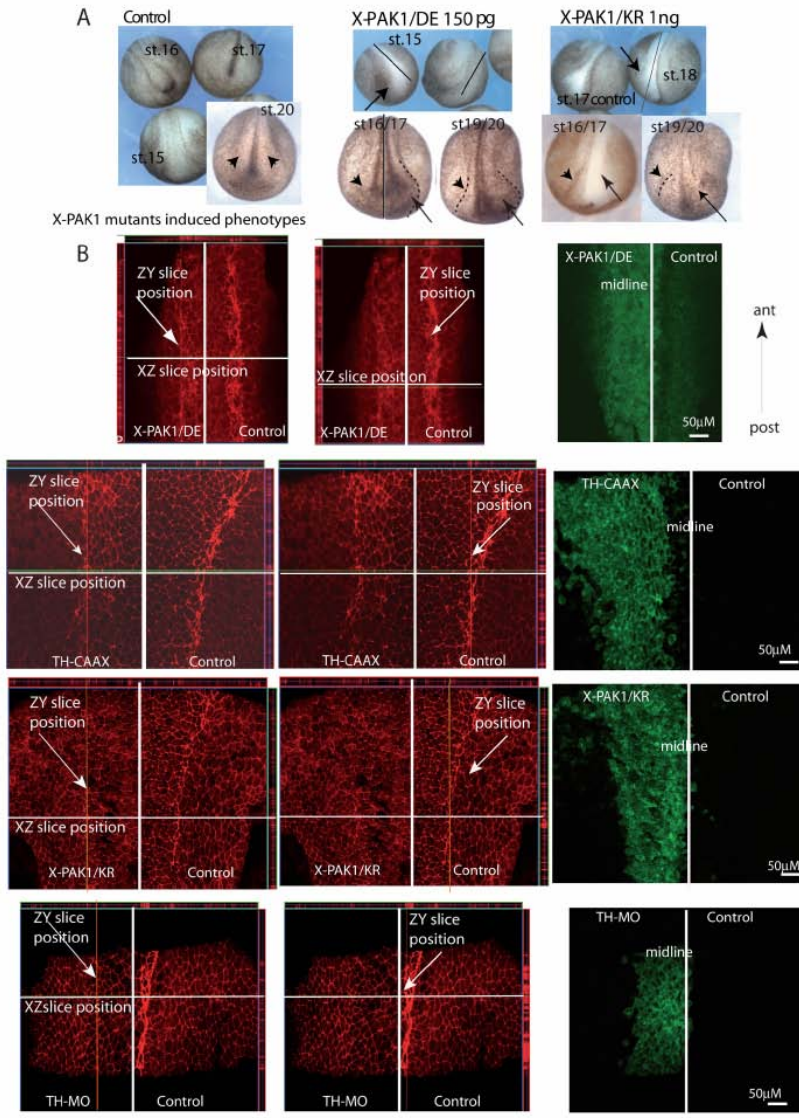 A
Control
X-PAK1/DE 150 pg
X-PAK1/KR 1ng
st.16
st.17
st.15
st.20
st.15
st16/17
st19/20
st.17control
st.18
st16/17
st19/20
X-PAK1 mutants induced phenotypes
B
ZY slice
position
XZ slice position
X-PAK1/DE
Control
ZY slice
position
XZ slice position
X-PAK1/DE
Control
X-PAK1/DE
Control
midline
50µM
ant
post
ZY slice
position
XZ slice position
TH-CAAX
Control
ZY slice
position
TH-CAAX
Control
TH-CAAX
Control
midline
50µM
ZY slice
position
XZ slice position
X-PAK1/KR
Control
ZY slice
position
X-PAK1/KR
Control
X-PAK1/KR
Control
midline
50µM
ZY slice
position
XZslice position
TH-MO
Control
ZY slice
position
TH-MO
Control
TH-MO
Control
midline
50µM